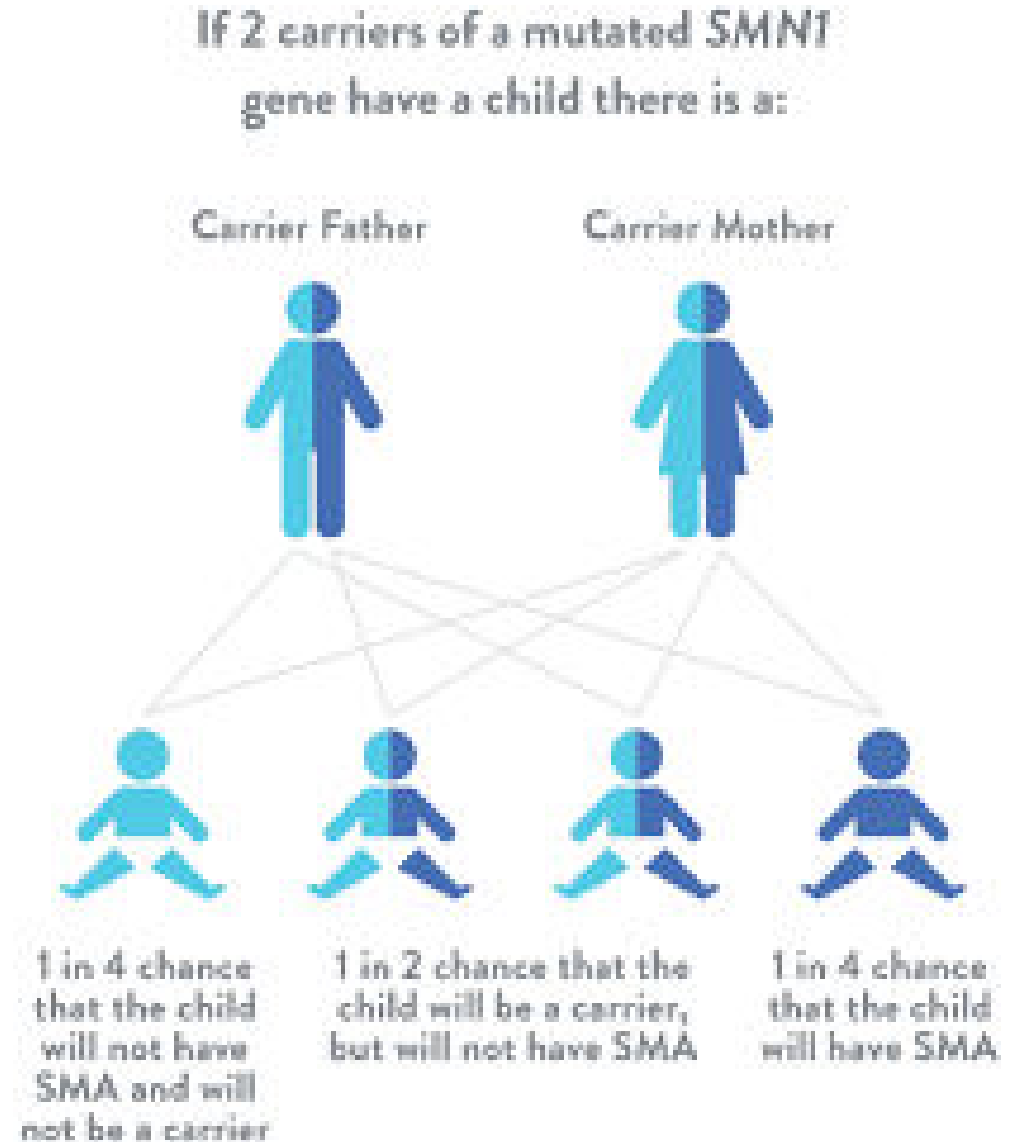 If 2 carriers of a mutated SMN1
gene have a child there is a:
Carrier Father
Carrier Mother
1 in 4 chance
that the child
will not have
SMA and will
not be a carrier
1 in 2 chance that the
child will be a carrier,
but will not have SMA
1 in 4 chance
that the child
will have SMA